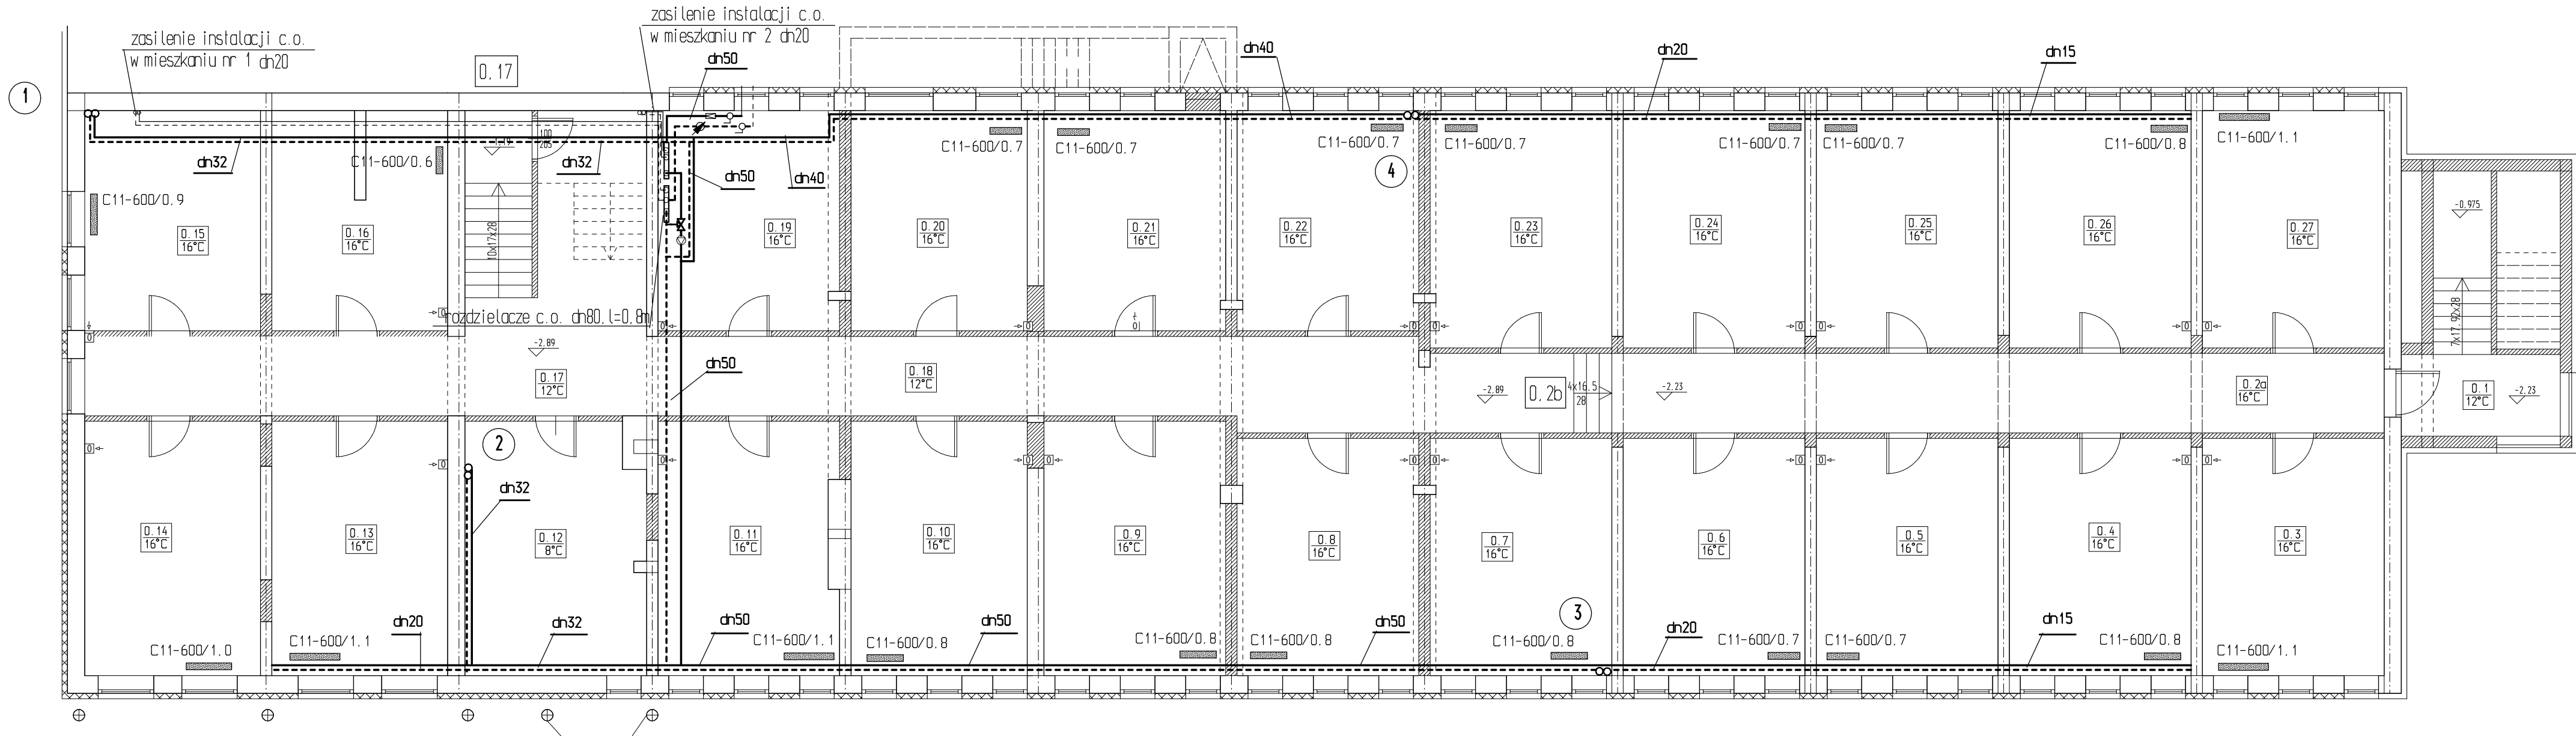 zasilenie instalacji c.o.
w mieszkaniu nr 1 dn20
zasilenie instalacji c.o.
w mieszkaniu nr 2 dn20
1
0,17
dn50
dn40
dn20
dn15
dn32
C11-600/0.6
dn32
100
205
dn50
dn40
C11-600/0.7
C11-600/0.7
C11-600/0.7
C11-600/0.7
C11-600/0.7
C11-600/0.7
C11-600/0.8
C11-600/1.1
4
C11-600/0.9
10x17x28
-0.975
0.15
16°C
0.16
16°C
0.19
16°C
0.20
16°C
0.21
16°C
0.22
16°C
0.23
16°C
0.24
16°C
0.25
16°C
0.26
16°C
0.27
16°C
rozdzielacze c.o. dn80.l=0.8m
7x17.92x28
-2.89
0.17
12°C
dn50
0.18
12°C
-2.89
0,2b
4x16.5
28
-2.23
0.2a
16°C
0.1
12°C
-2.23
2
dn32
0.14
16°C
0.13
16°C
0.12
8°C
0.11
16°C
0.10
16°C
0.9
16°C
0.8
16°C
0.7
16°C
0.6
16°C
0.5
16°C
0.4
16°C
0.3
16°C
3
dn20
dn32
dn50
dn50
dn50
dn20
dn15
C11-600/1.0
C11-600/1.1
C11-600/1.1
C11-600/0.8
C11-600/0.8
C11-600/0.8
C11-600/0.8
C11-600/0.7
C11-600/0.7
C11-600/0.8
C11-600/1.1